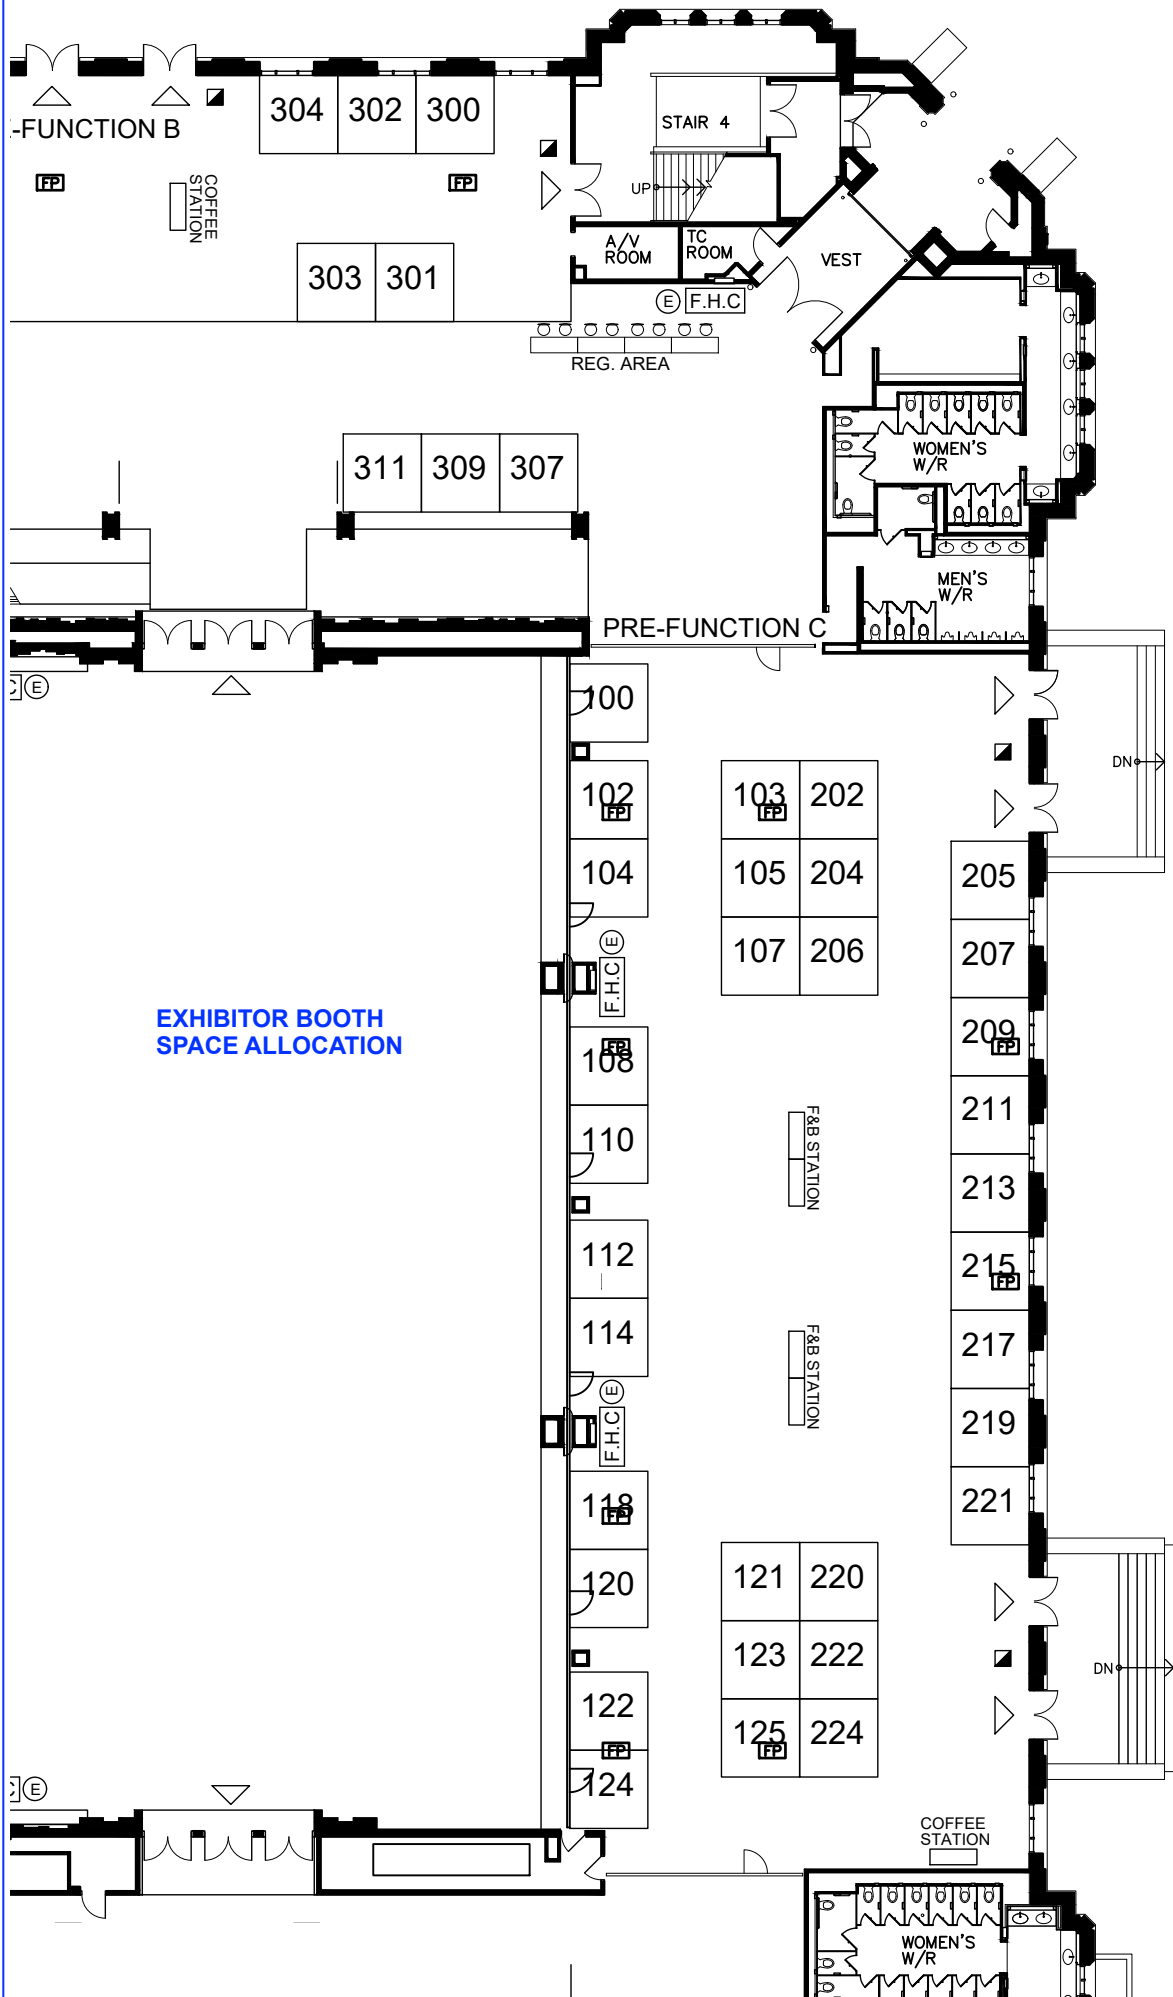 304 302 300
STAIR 4
-FUNCTION B
FP
FP
COFFEE
STATION
UP
A/V
ROOM
TC
ROOM
VEST
303 301
E F.H.C
REG. AREA
311 309 307
WOMEN'S
W/R
MEN'S
W/R
PRE-FUNCTION C
E
100
DN
102
FP
103
FP
202
104
105 204
205
107 206
207
E
F.H.C
EXHIBITOR BOOTH
SPACE ALLOCATION
209
FP
108
FP
211
110
F&B STATION
213
112
215
FP
114
F&B STATION
217
E
F.H.C
219
118
FP
221
120
121 220
123 222
DN
122
FP
125
FP
224
124
E
COFFEE
STATION
WOMEN'S
W/R